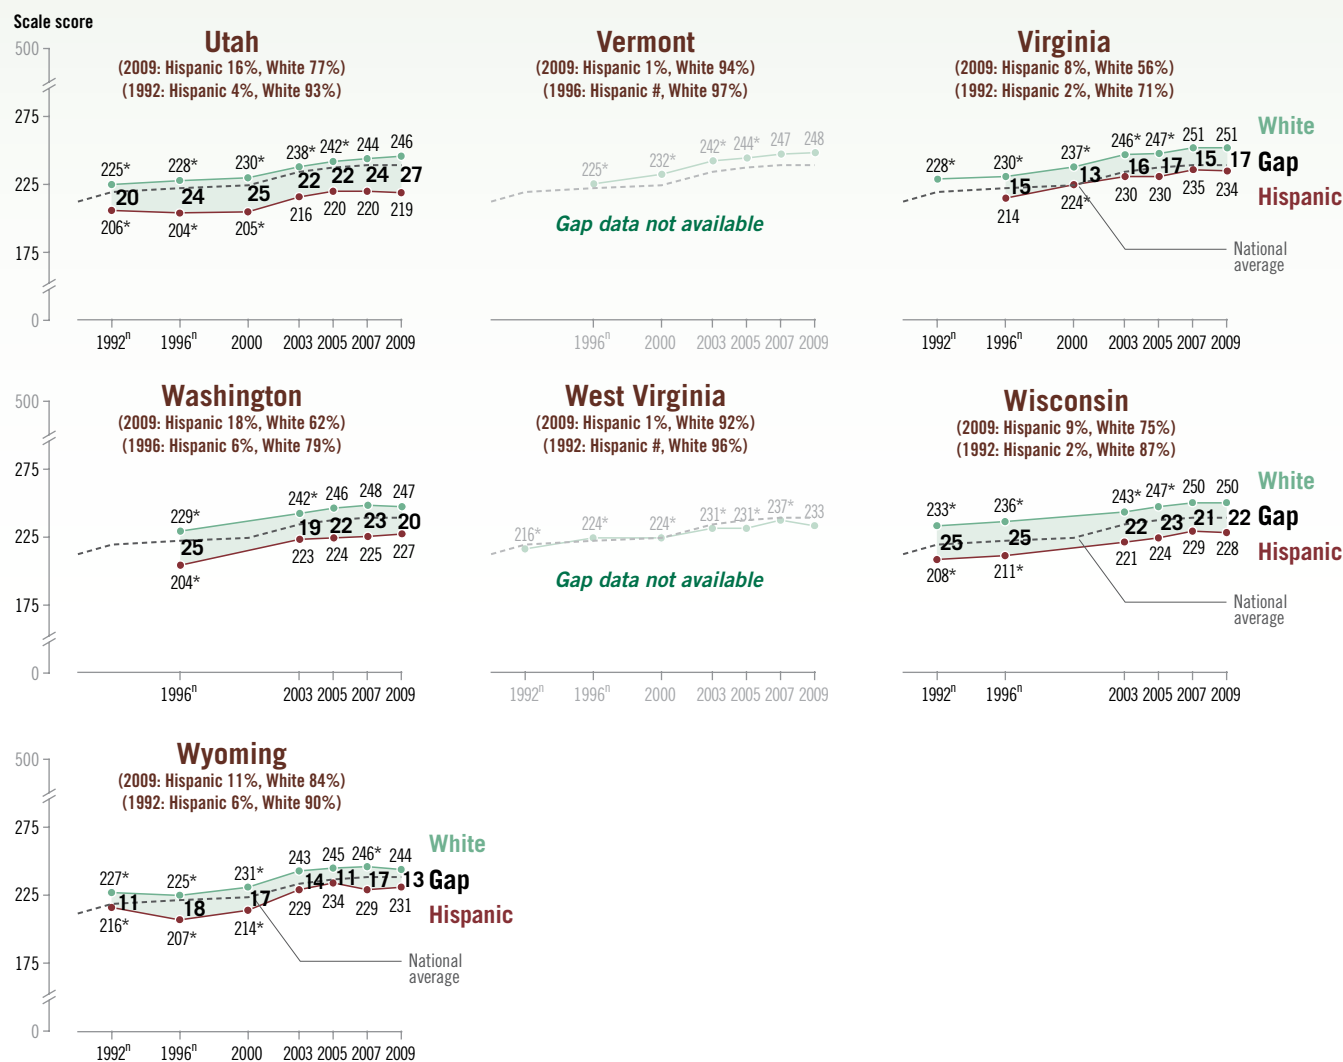 Scale score
Utah
(2009: Hispanic 16%, White 77%)
(1992: Hispanic 4%, White 93%)
500
275
225
175
0
225* 228* 230* 238* 242* 244 246
20 24 25 22 22 24 27
206* 204* 205* 216 220 220 219
1992n 1996n 2000 2003 2005 2007 2009
Vermont
(2009: Hispanic 1%, White 94%)
(1996: Hispanic #, White 97%)
225* 232* 242* 244* 247 248
Gap data not available
1996n 2000 2003 2005 2007 2009
Virginia
(2009: Hispanic 8%, White 56%)
(1992: Hispanic 2%, White 71%)
228* 230* 237* 246* 247* 251 251
15 13 16 17 15 17
214 224* 230 230 235 234
White
Gap
Hispanic
National
average
1992n 1996n 2000 2003 2005 2007 2009
Washington
(2009: Hispanic 18%, White 62%)
(1996: Hispanic 6%, White 79%)
500
275
225
175
0
229* 242* 246 248 247
25 19 22 23 20
204* 223 224 225 227
1996n 2003 2005 2007 2009
West Virginia
(2009: Hispanic 1%, White 92%)
(1992: Hispanic #, White 96%)
216* 224* 224* 231* 231* 237* 233
Gap data not available
1992n 1996n 2000 2003 2005 2007 2009
Wisconsin
(2009: Hispanic 9%, White 75%)
(1992: Hispanic 2%, White 87%)
233* 236* 243* 247* 250 250
25 25 22 23 21 22
208* 211* 221 224 229 228
White
Gap
Hispanic
National
average
1992n 1996n 2003 2005 2007 2009
Wyoming
(2009: Hispanic 11%, White 84%)
(1992: Hispanic 6%, White 90%)
500
275
225
175
0
227* 225* 231* 243 245 246* 244
11 18 17 14 11 17 13
216* 207* 214* 229 234 229 231
White
Gap
Hispanic
National
average
1992n 1996n 2000 2003 2005 2007 2009